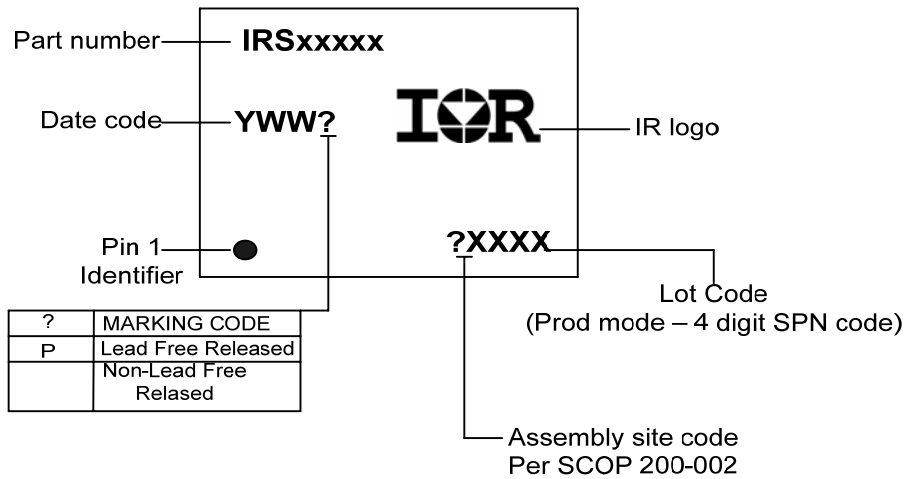 Part number
IRSxxxxx
Date code
YWW?
IOR
IR logo
Pin 1
Identifier
?XXXX
Lot Code
(Prod mode – 4 digit SPN code)
? MARKING CODE
P Lead Free Released
Non-Lead Free
Relased
Assembly site code
Per SCOP 200-002